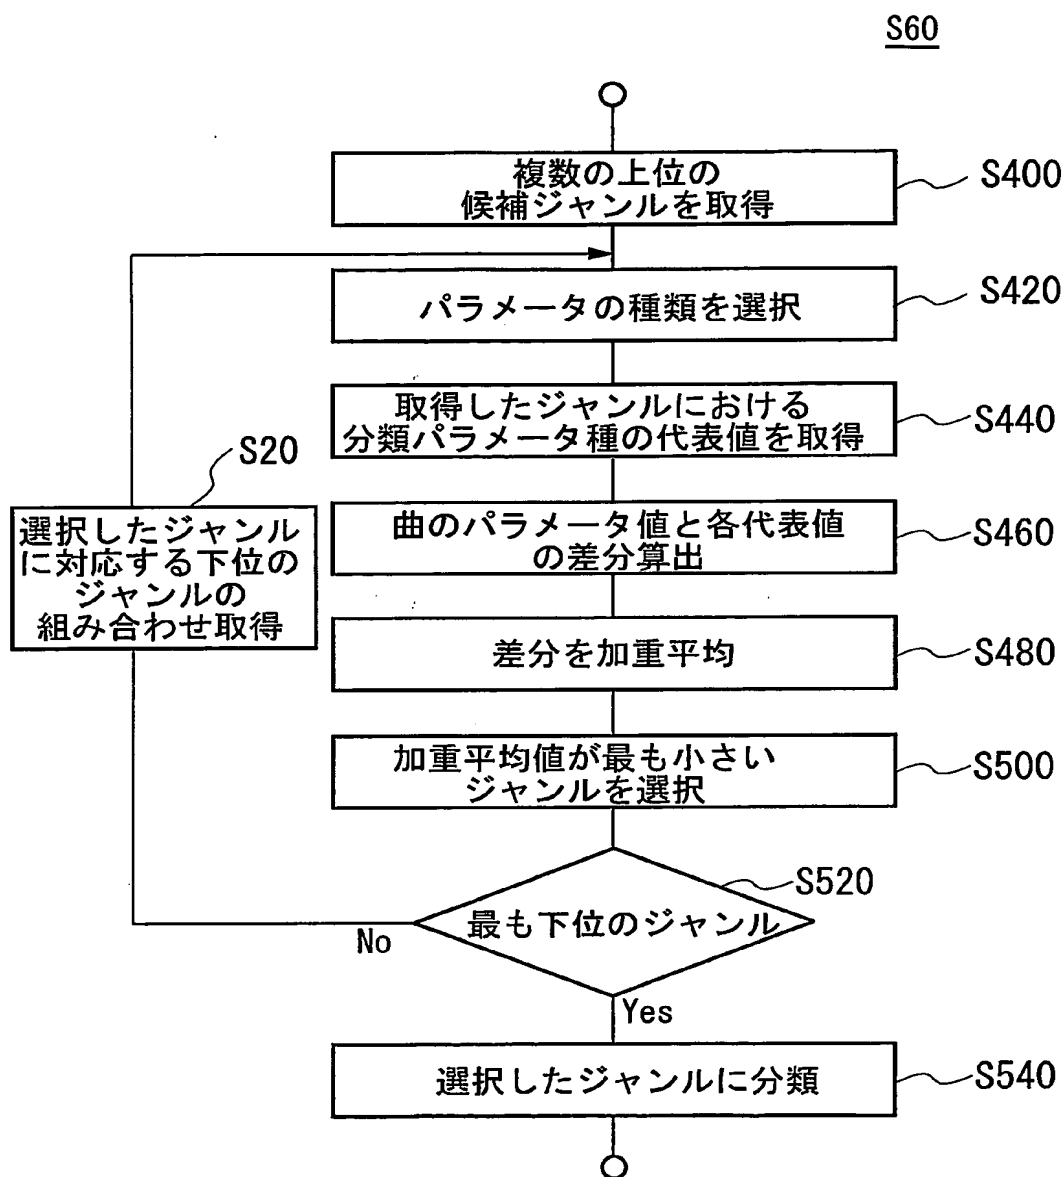 S60
複数の上位の
候補ジャンルを取得
S400
パラメータの種類を選択
S420
取得したジャンルにおける
分類パラメータ種の代表値を取得
S440
S20
選択したジャンル
に対応する下位の
ジャンルの
組み合わせ取得
曲のパラメータ値と各代表値
の差分算出
S460
差分を加重平均
S480
加重平均値が最も小さい
ジャンルを選択
S500
S520
最も下位のジャンル
No
Yes
選択したジャンルに分類
S540